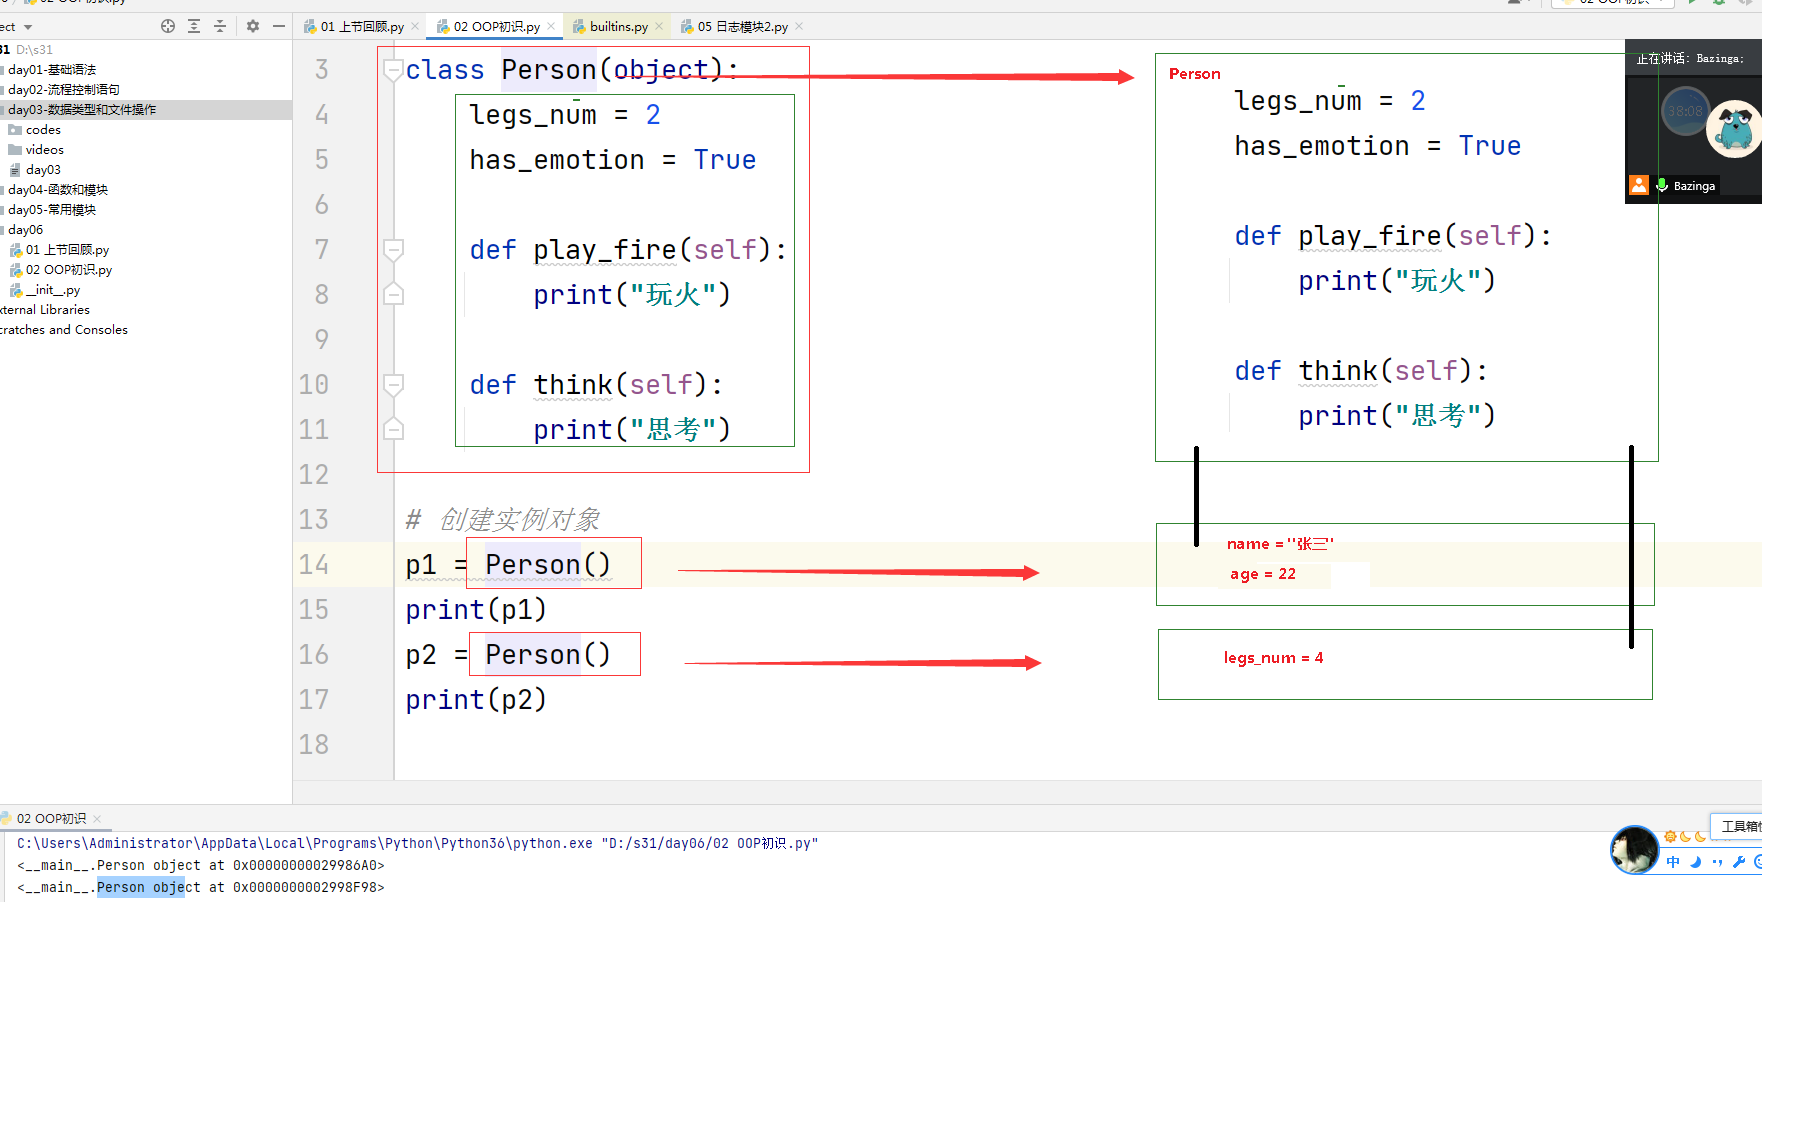 02 OOP初识.py
ect
01 上节回顾.py
02 OOP初识.py
builtins.py
05 日志模块2.py
31 D:\s31
day01-基础语法
day02-流程控制语句
day03-数据类型和文件操作
codes
videos
day03
day04-函数和模块
day05-常用模块
day06
01 上节回顾.py
02 OOP初识.py
__init__.py
xternal Libraries
cratches and Consoles
3 class Person(object):
4 legs_num = 2
5 has_emotion = True
6
7 def play_fire(self):
8 print("玩火")
9
10 def think(self):
11 print("思考")
12
13 # 创建实例对象
14 p1 = Person()
15 print(p1)
16 p2 = Person()
17 print(p2)
18
Person
legs_num = 2
has_emotion = True
def play_fire(self):
print("玩火")
def think(self):
print("思考")
name = "张三"
age = 22
legs_num = 4
正在讲话: Bazinga;
38:08
Bazinga
02 OOP初识
C:\Users\Administrator\AppData\Local\Programs\Python\Python36\python.exe "D:/s31/day06/02 OOP初识.py"
<__main__.Person object at 0x00000000029986A0>
<__main__.Person object at 0x0000000002998F98>
工具箱
中